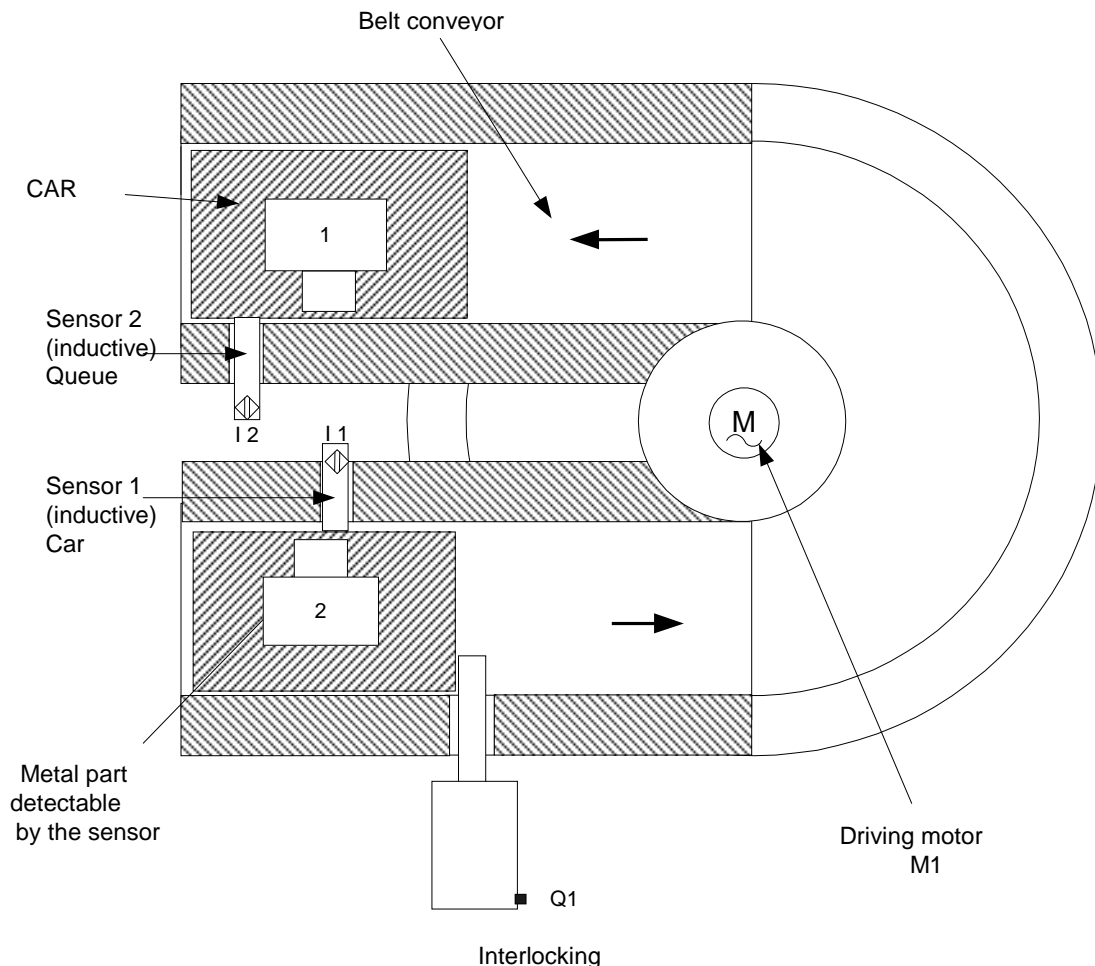 Belt conveyor
CAR
1
Sensor 2
(inductive)
Queue
I 2
I 1
Sensor 1
(inductive)
Car
M
2
Metal part
detectable
by the sensor
Driving motor
M1
Q1
Interlocking